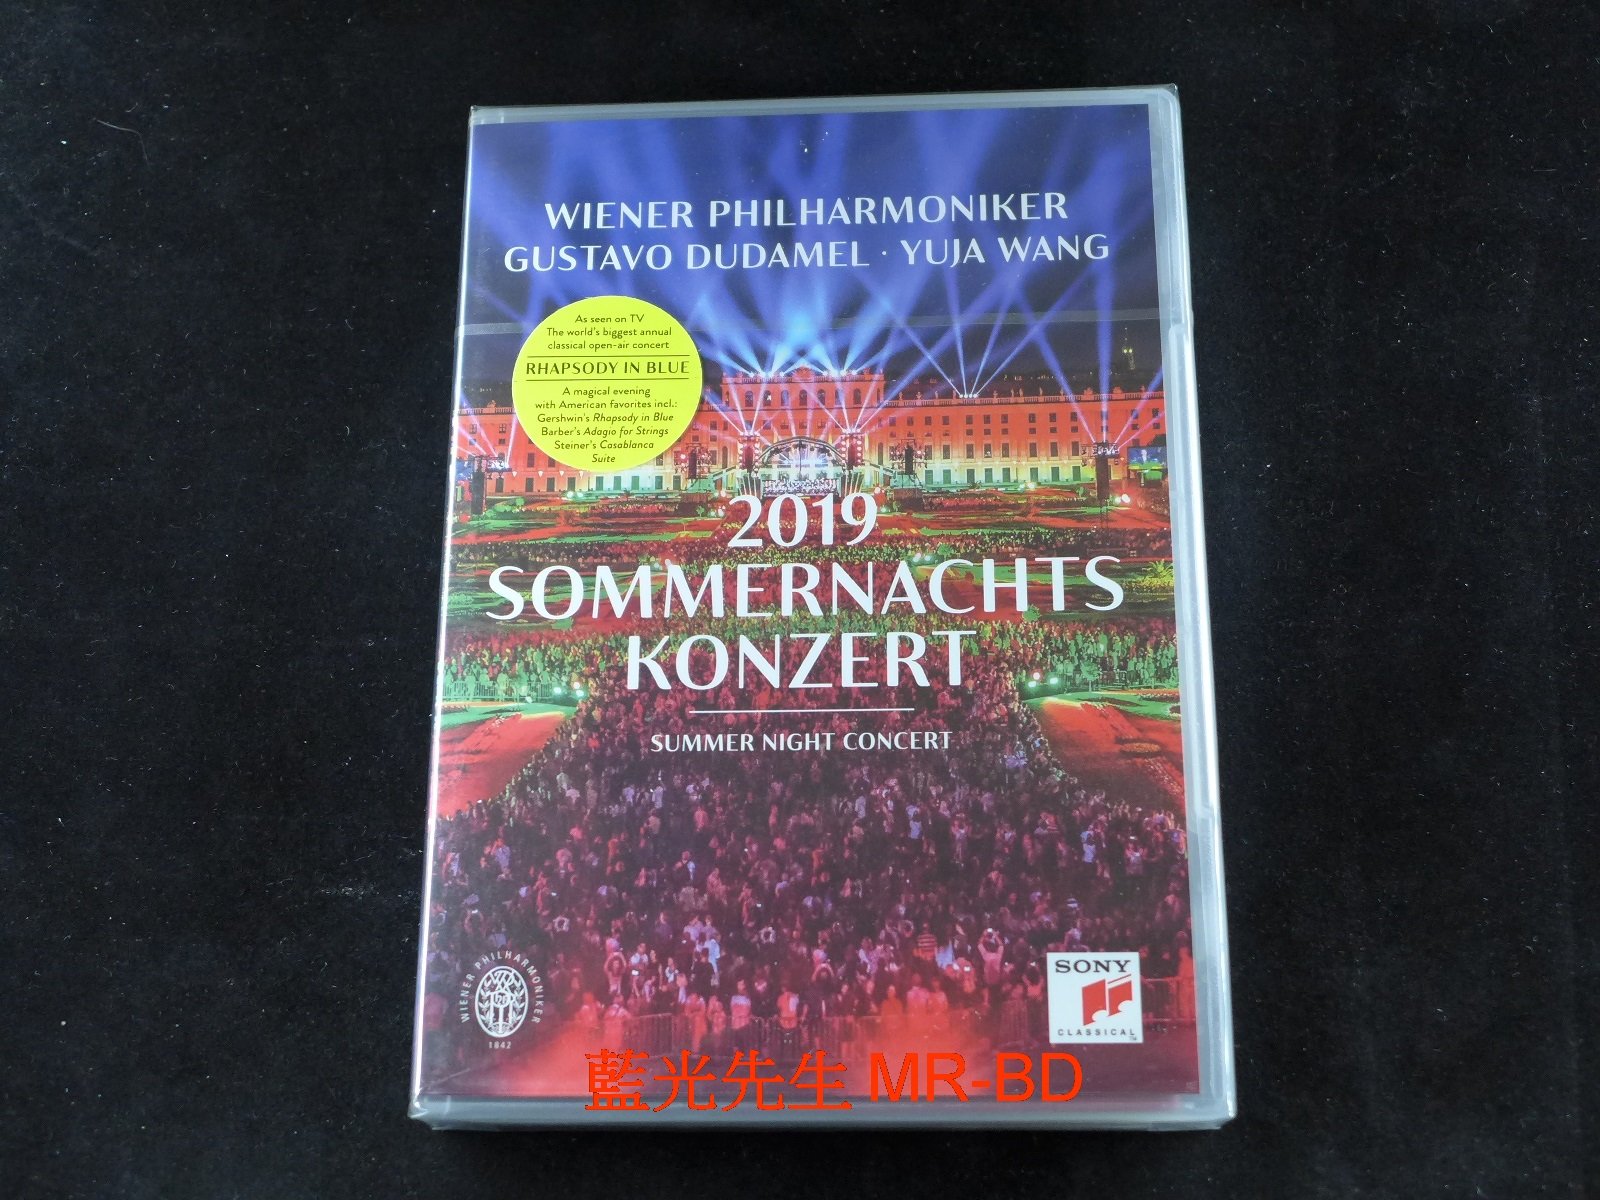 WIENER PHILHARMONIKER
GUSTAVO DUDAMEL · YUJA WANG
As seen on TV
The world's biggest annual
classical open-air concert
RHAPSODY IN BLUE
A magical evening
with American favorites incl.:
Gershwin's Rhapsody in Blue
Barber's Adagio for Strings
Steiner's Casablanca
Suite
2019
SOMMERNACHTS
KONZERT
SUMMER NIGHT CONCERT
WIENER PHILHARMONIKER
1842
SONY
CLASSICAL
藍光先生 MR-BD